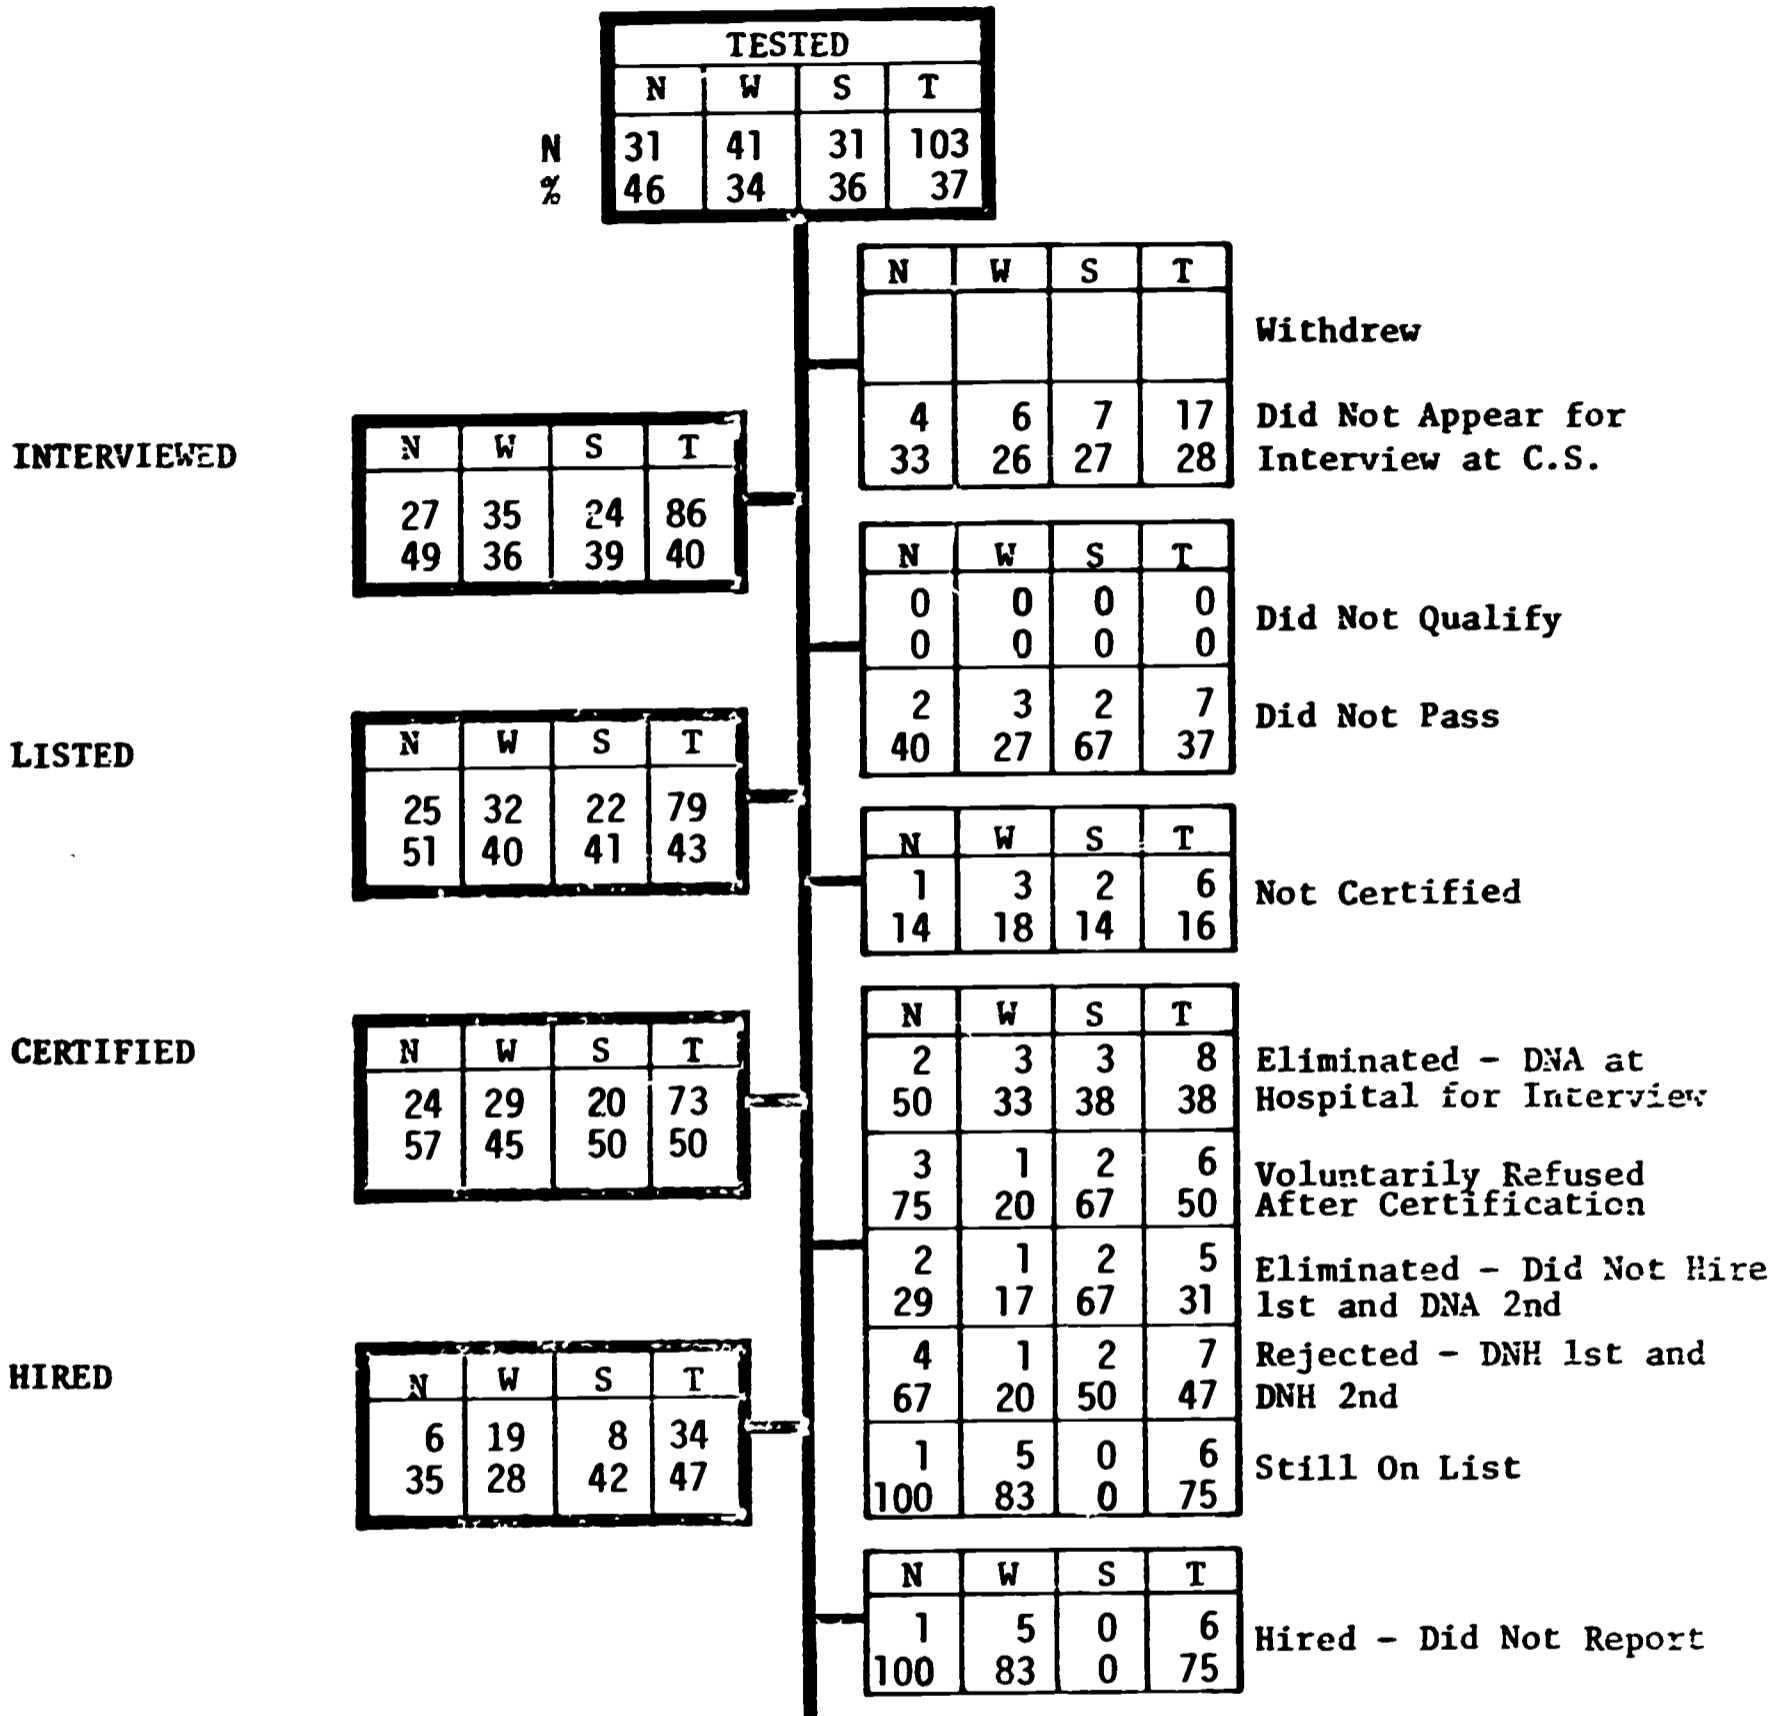 TESTED
N W S T
N 31 41 31 103
% 46 34 36 37
N W S T
Withdrew
4 6 7 17 Did Not Appear for
33 26 27 28 Interview at C.S.
INTERVIEWED
N W S T
27 35 24 86
49 36 39 40
N W S T
0 0 0 0 Did Not Qualify
0 0 0 0
2 3 2 7 Did Not Pass
40 27 67 37
LISTED
N W S T
25 32 22 79
51 40 41 43
N W S T
1 3 2 6 Not Certified
14 18 14 16
CERTIFIED
N W S T
24 29 20 73
57 45 50 50
N W S T
2 3 3 8 Eliminated - DNA at
50 33 38 38 Hospital for Interview
3 1 2 6 Voluntarily Refused
75 20 67 50 After Certification
2 1 2 5 Eliminated - Did Not Hire
29 17 67 31 1st and DNA 2nd
4 1 2 7 Rejected - DNH 1st and
67 20 50 47 DNH 2nd
1 5 0 6 Still On List
100 83 0 75
HIRED
N W S T
6 19 8 34
35 28 42 47
N W S T
1 5 0 6 Hired - Did Not Report
100 83 0 75